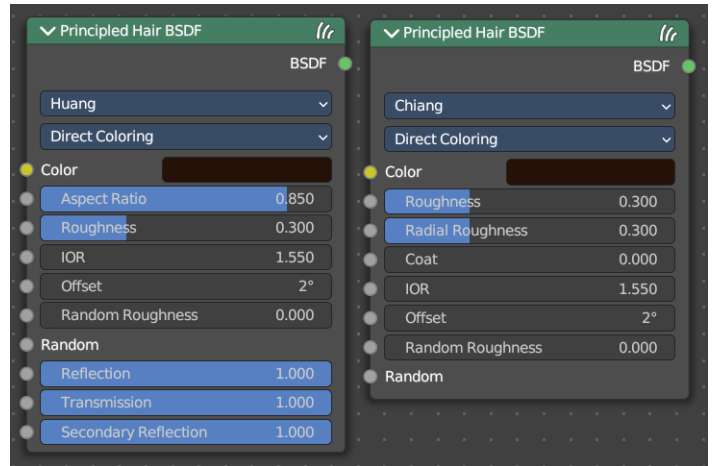 Principled Hair BSDF
BSDF
Huang
Direct Coloring
Color
Aspect Ratio 0.850
Roughness 0.300
IOR 1.550
Offset 2°
Random Roughness 0.000
Random
Reflection 1.000
Transmission 1.000
Secondary Reflection 1.000
Principled Hair BSDF
BSDF
Chiang
Direct Coloring
Color
Roughness 0.300
Radial Roughness 0.300
Coat 0.000
IOR 1.550
Offset 2°
Random Roughness 0.000
Random